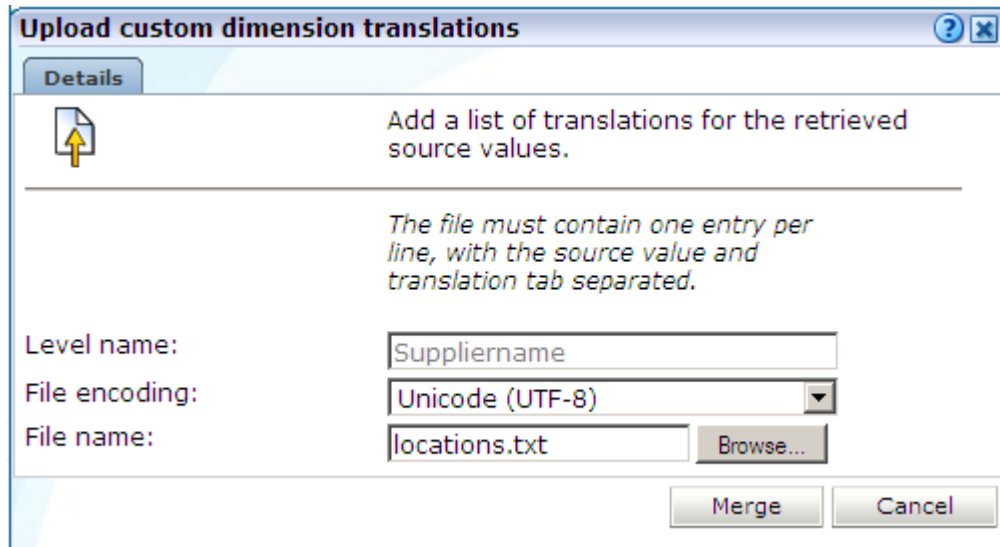 Upload custom dimension translations
Details
Add a list of translations for the retrieved
source values.
The file must contain one entry per
line, with the source value and
translation tab separated.
Level name:
Suppliername
File encoding:
Unicode (UTF-8)
File name:
locations.txt
Browse...
Merge
Cancel